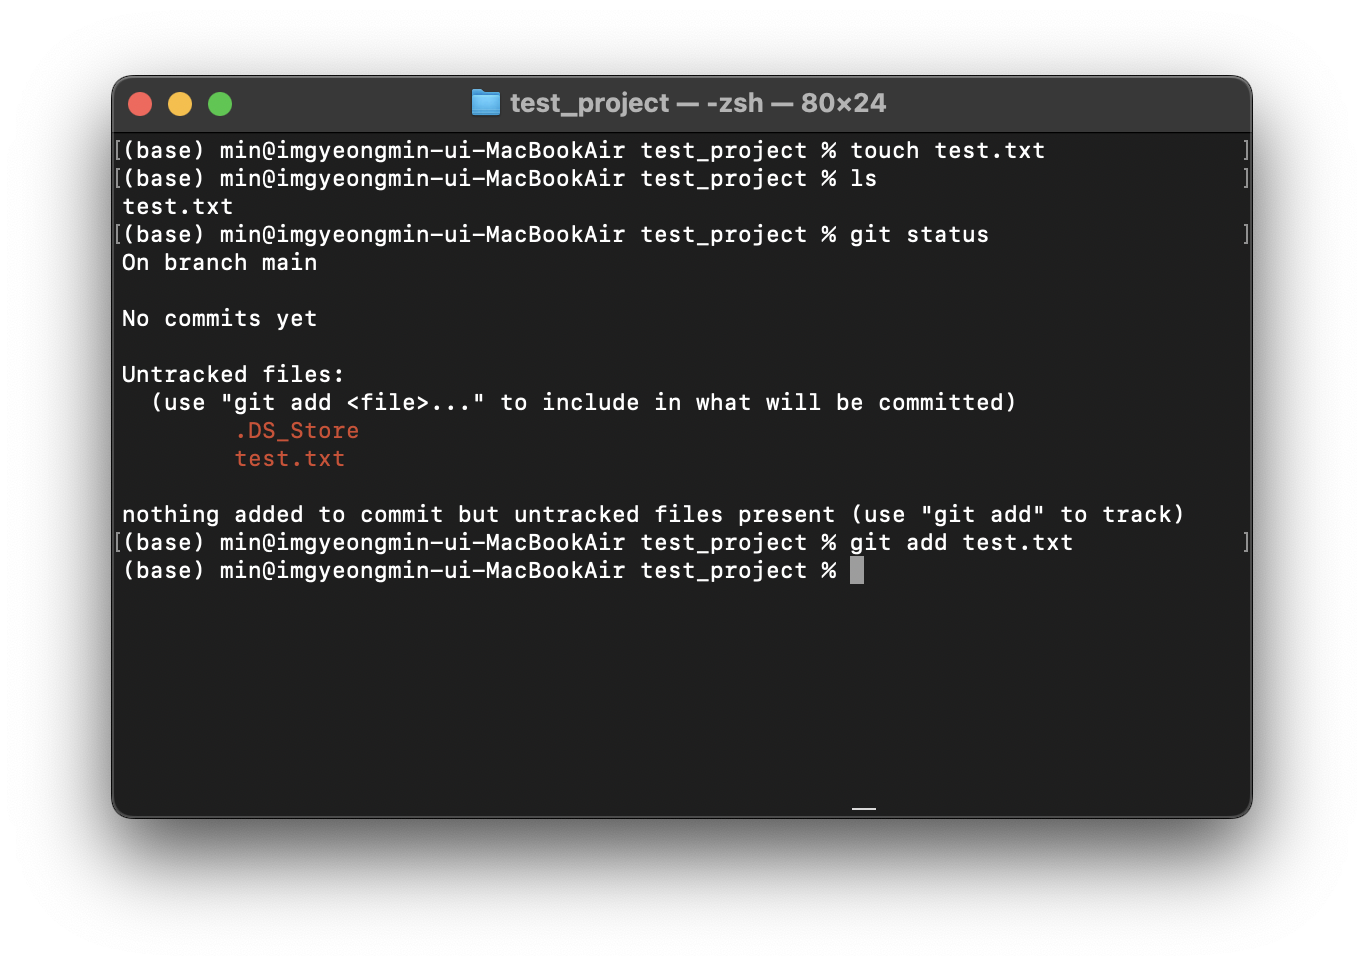 test_project — -zsh — 80×24
[(base) min@imgyeongmin-ui-MacBookAir test_project % touch test.txt ]
[(base) min@imgyeongmin-ui-MacBookAir test_project % ls ]
test.txt
[(base) min@imgyeongmin-ui-MacBookAir test_project % git status ]
On branch main
No commits yet
Untracked files:
(use "git add <file>..." to include in what will be committed)
.DS_Store
test.txt
nothing added to commit but untracked files present (use "git add" to track)
[(base) min@imgyeongmin-ui-MacBookAir test_project % git add test.txt ]
(base) min@imgyeongmin-ui-MacBookAir test_project %